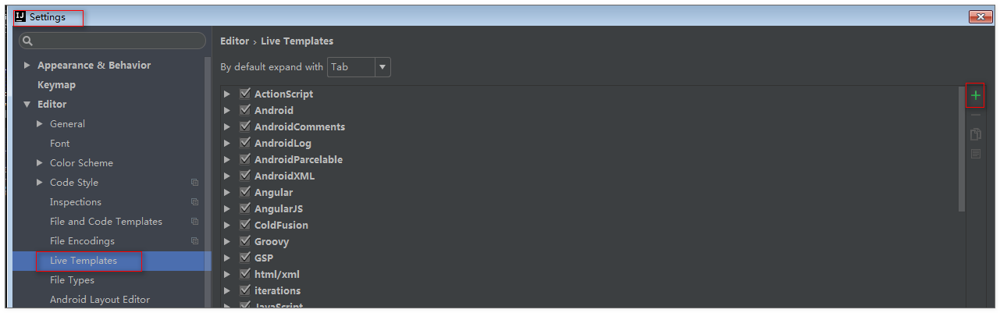 Settings
Appearance & Behavior
Keymap
Editor
General
Font
Color Scheme
Code Style
Inspections
File and Code Templates
File Encodings
Live Templates
File Types
Android Layout Editor
Editor › Live Templates
By default expand with Tab
ActionScript
Android
AndroidComments
AndroidLog
AndroidParcelable
AndroidXML
Angular
AngularJS
ColdFusion
Groovy
GSP
html/xml
iterations
JavaScript